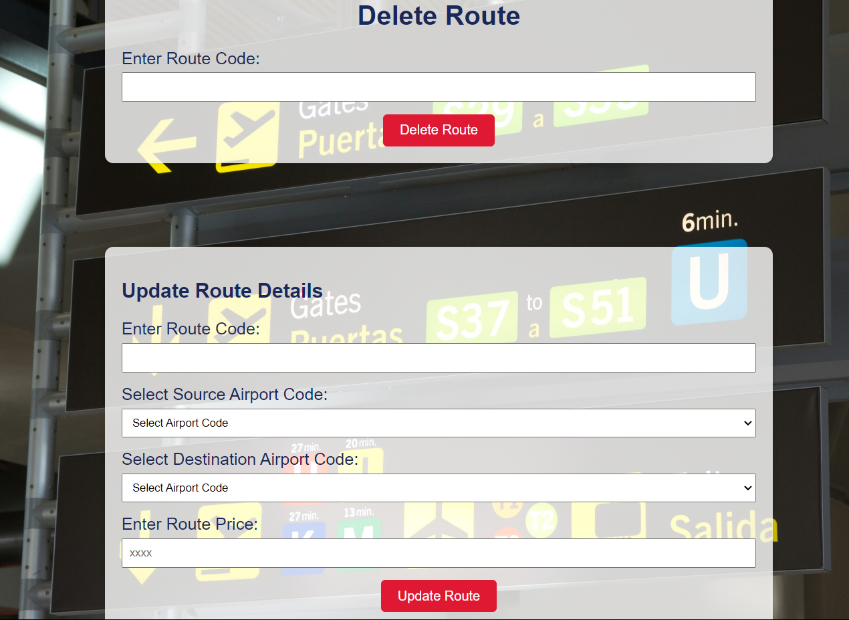 Delete Route
Enter Route Code:
Gates
Puertas
a
Delete Route
6min.
U
Update Route Details
Gates
to
Puertas
S37
a
S51
Enter Route Code:
Select Source Airport Code:
Select Airport Code
27min.
20min.
Select Destination Airport Code:
Select Airport Code
27min.
13min.
T2
Salida
Enter Route Price:
xxxx
Update Route